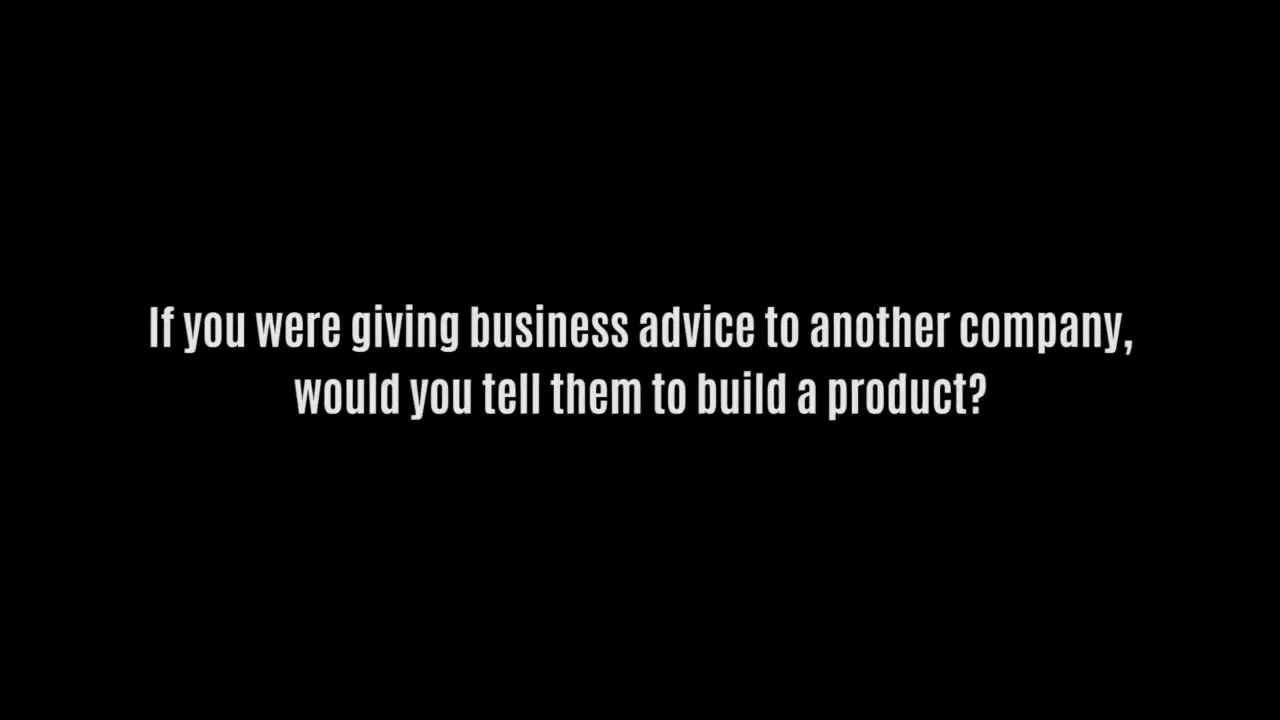 If you were giving business advice to another company,
would you tell them to build a product?